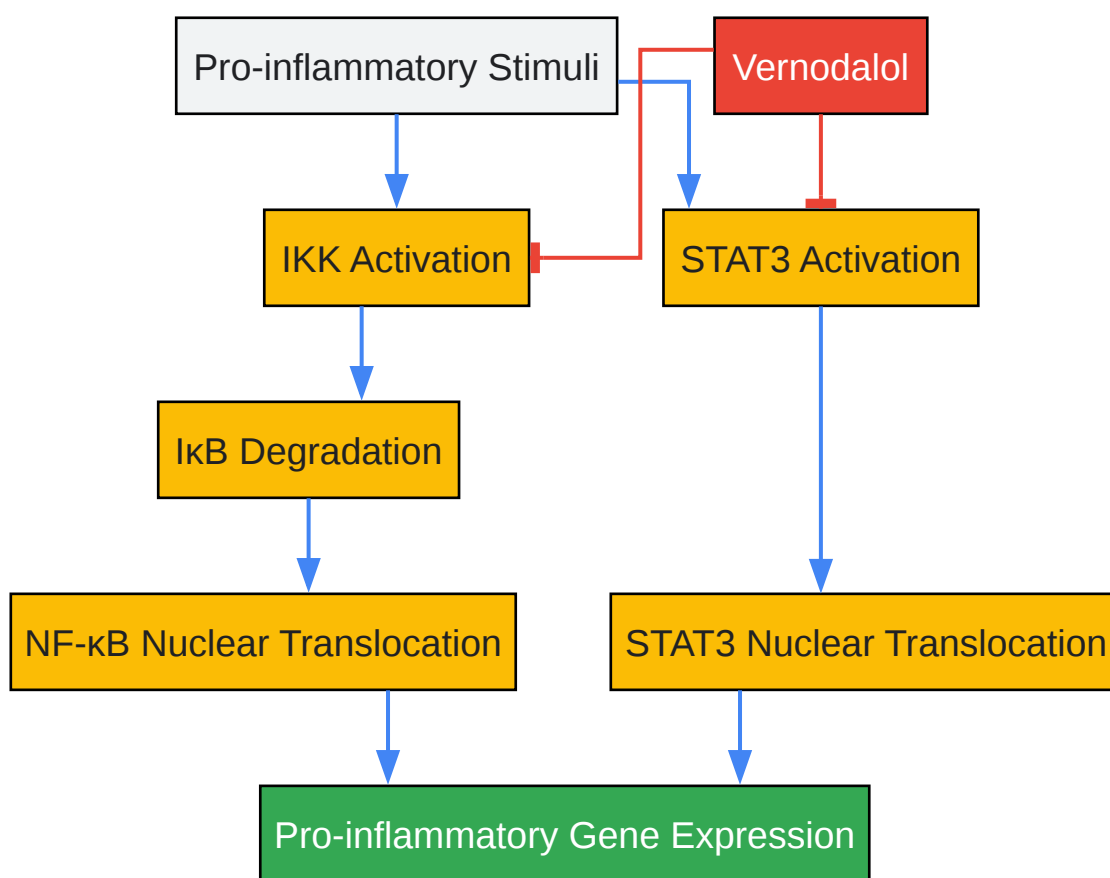 Pro-inflammatory Stimuli
Vernodalol
IKK Activation
STAT3 Activation
IκB Degradation
NF-κB Nuclear Translocation
STAT3 Nuclear Translocation
Pro-inflammatory Gene Expression